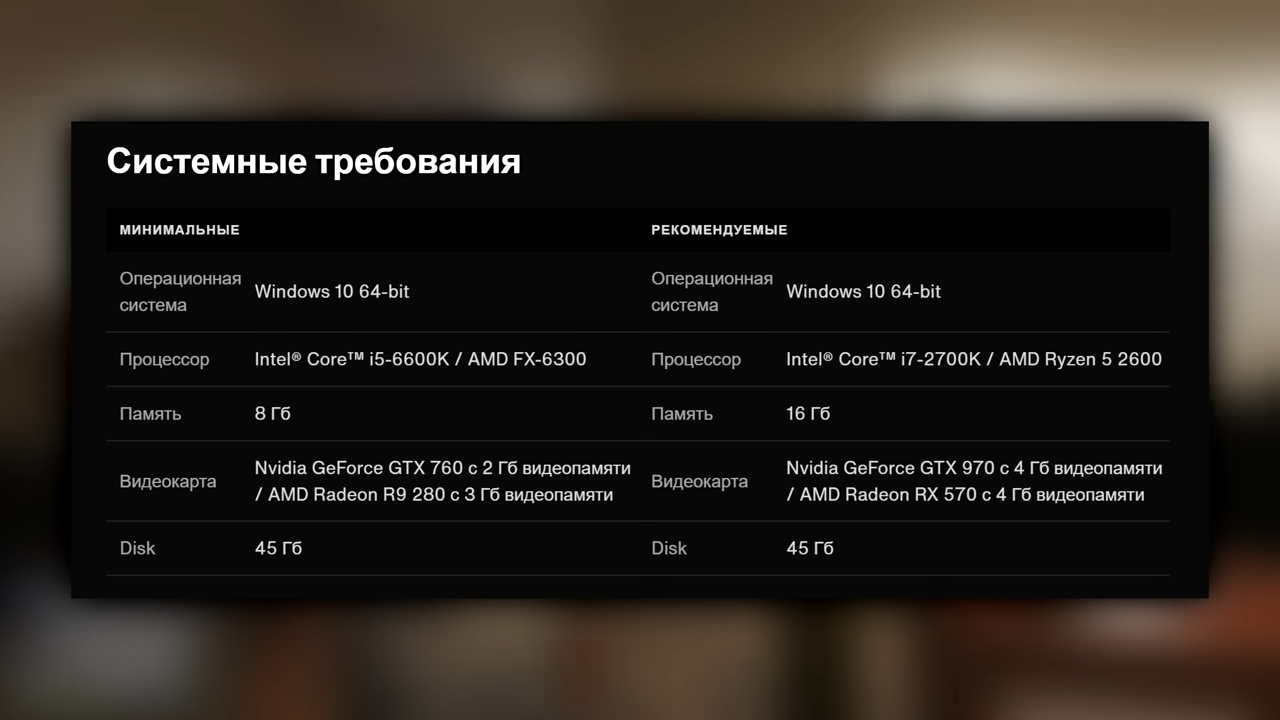 Системные требования
МИНИМАЛЬНЫЕ РЕКОМЕНДУЕМЫЕ
Операционная система Windows 10 64-bit Операционная система Windows 10 64-bit
Процессор Intel® Core™ i5-6600K / AMD FX-6300 Процессор Intel® Core™ i7-2700K / AMD Ryzen 5 2600
Память 8 Гб Память 16 Гб
Видеокарта Nvidia GeForce GTX 760 с 2 Гб видеопамяти / AMD Radeon R9 280 с 3 Гб видеопамяти Видеокарта Nvidia GeForce GTX 970 с 4 Гб видеопамяти / AMD Radeon RX 570 с 4 Гб видеопамяти
Disk 45 Гб Disk 45 Гб